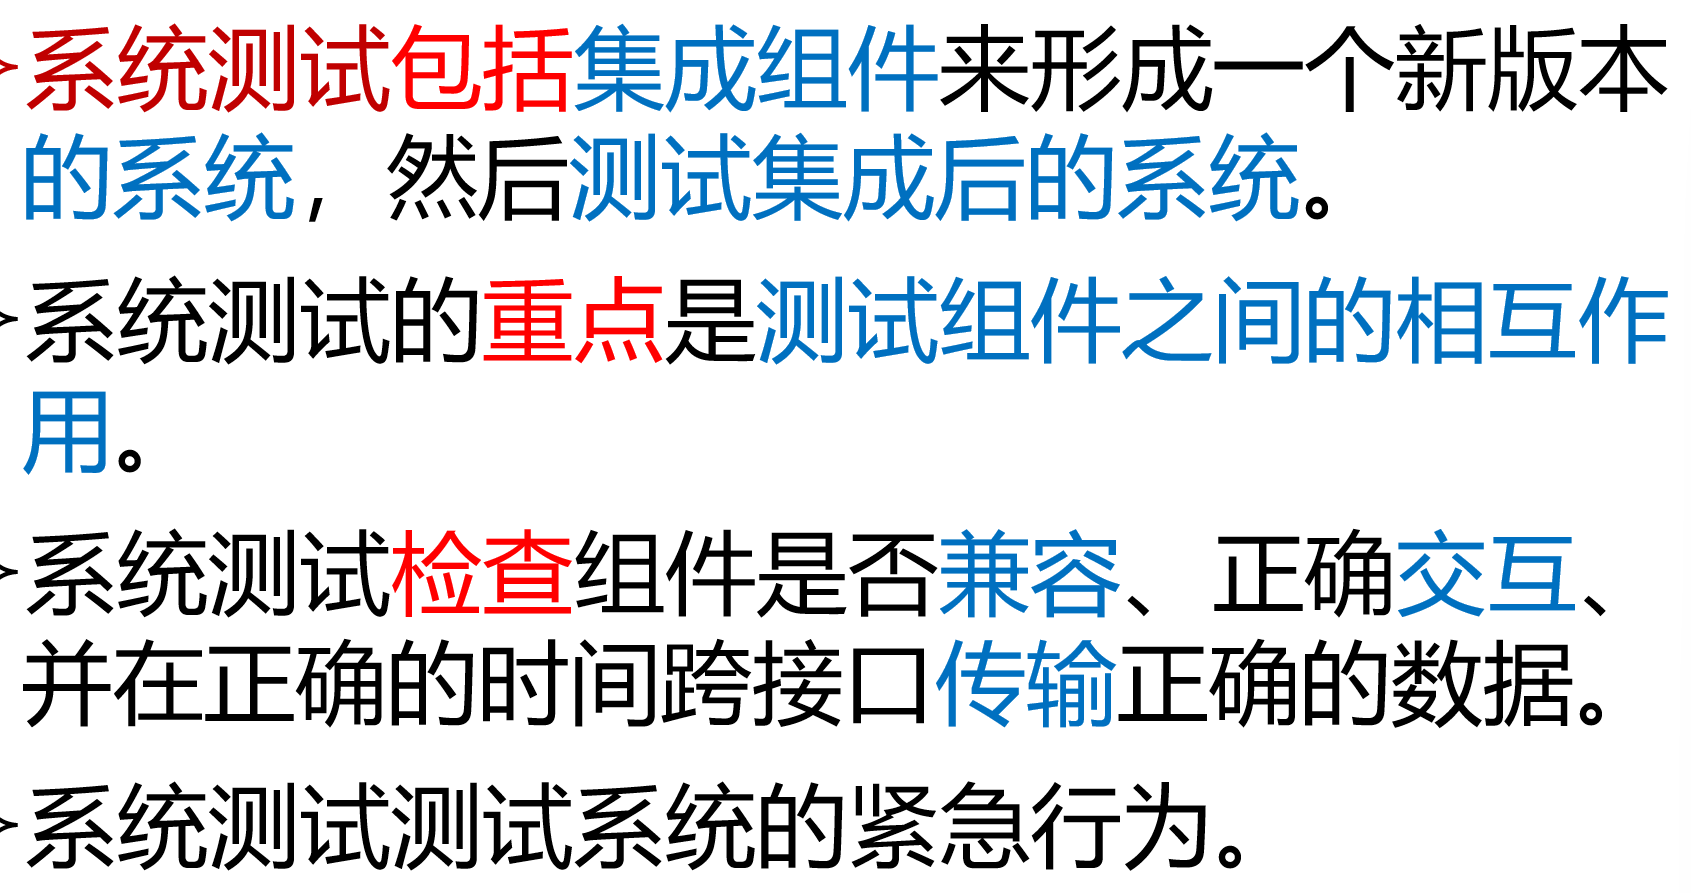 ➢系统测试包括集成组件来形成一个新版本
的系统，然后测试集成后的系统。
➢系统测试的重点是测试组件之间的相互作
用。
➢系统测试检查组件是否兼容、正确交互、
并在正确的时间跨接口传输正确的数据。
➢系统测试测试系统的紧急行为。